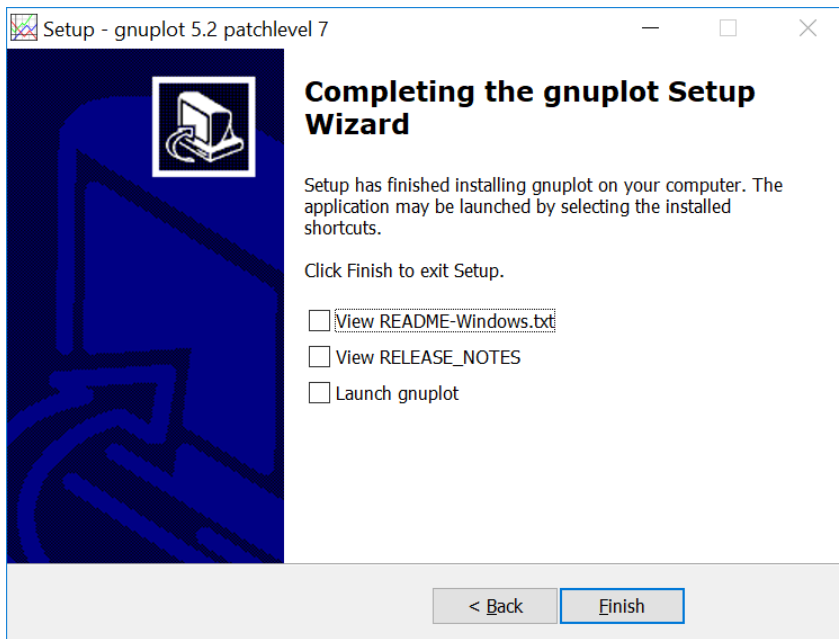 Setup - gnuplot 5.2 patchlevel 7
Completing the gnuplot Setup
Wizard
Setup has finished installing gnuplot on your computer. The
application may be launched by selecting the installed
shortcuts.
Click Finish to exit Setup.
View README-Windows.txt
View RELEASE_NOTES
Launch gnuplot
< Back
Finish